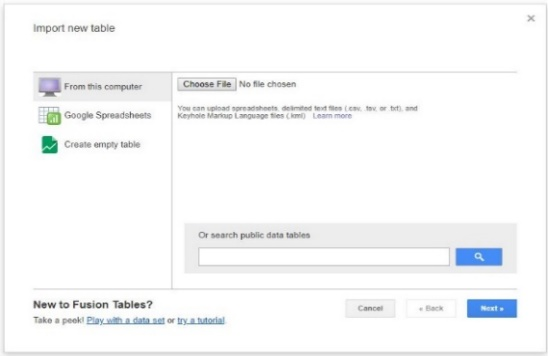 Import new table
×
From this computer
Google Spreadsheets
Create empty table
Choose File No file chosen
You can upload spreadsheets, delimited text files (.csv, .tsv, or .txt), and
Keyhole Markup Language files (.kml) Learn more
Or search public data tables
New to Fusion Tables?
Take a peek! Play with a data set or try a tutorial.
Cancel
« Back
Next »